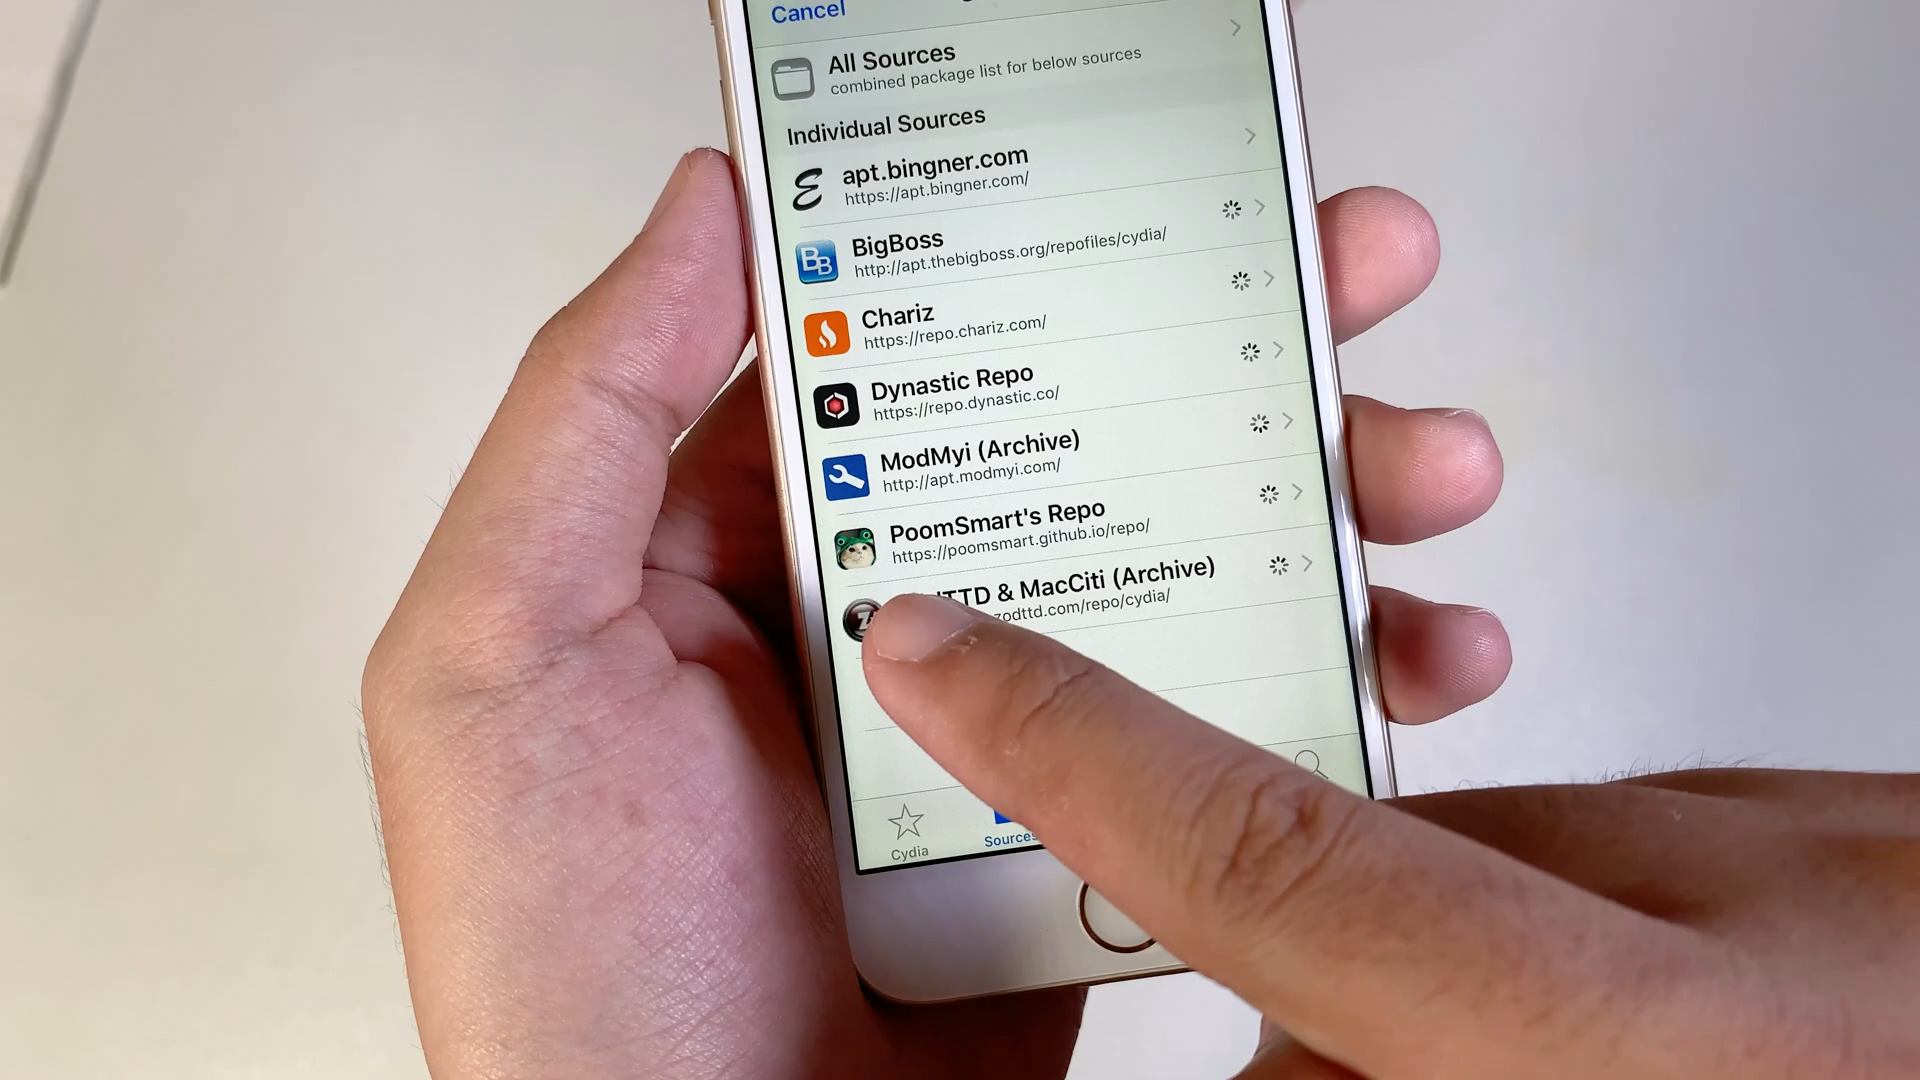 Cancel
All Sources
combined package list for below sources
Individual Sources
apt.bingner.com
https://apt.bingner.com/
BigBoss
http://apt.thebigboss.org/repofiles/cydia/
Chariz
https://repo.chariz.com/
Dynastic Repo
https://repo.dynastic.co/
ModMyi (Archive)
http://apt.modmyi.com/
PoomSmart's Repo
https://poomsmart.github.io/repo/
TTD & MacCiti (Archive)
zodttd.com/repo/cydia/
Cydia
Sources
BB